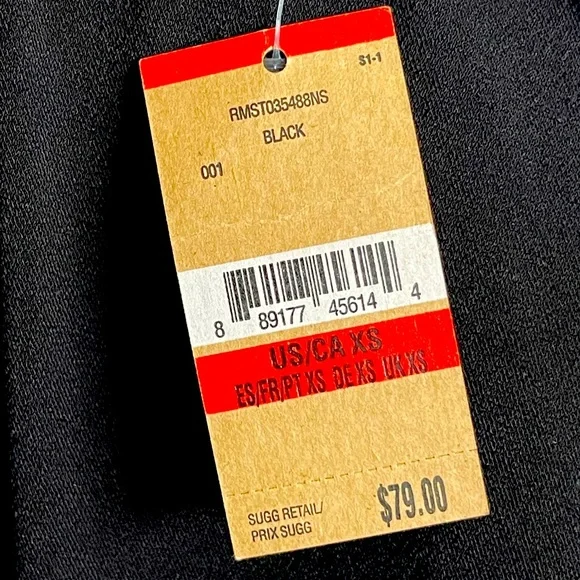 S1-1
RMST035488NS
BLACK
001
8 89177 45614 4
US/CA XS
ES/FR/PT XS DE XS UK XS
SUGG RETAIL/
PRIX SUGG
$79.00